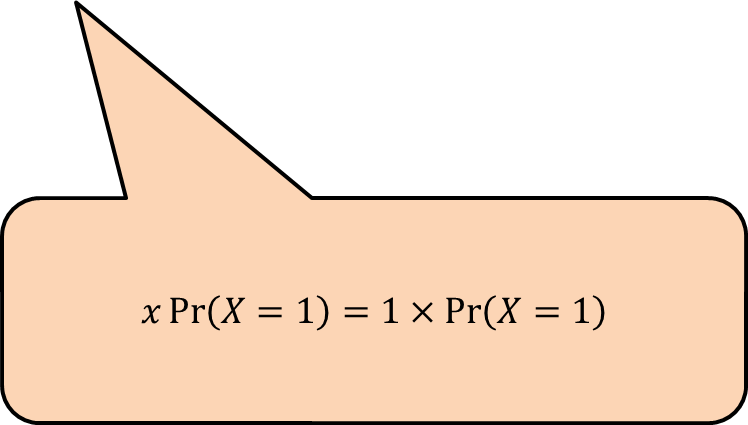 x Pr(X = 1) = 1 × Pr(X = 1)